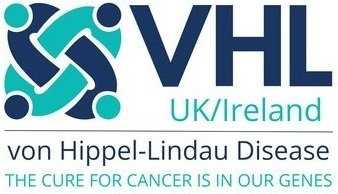 VHL
UK/Ireland
von Hippel-Lindau Disease
THE CURE FOR CANCER IS IN OUR GENES